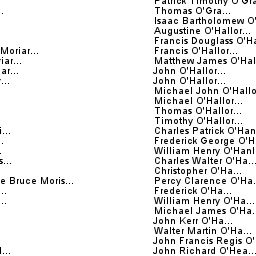 Patrick Timothy O'Gra
.. Thomas O'Gra...
Isaac Bartholomew O'
Augustine O'Hallor...
Francis Douglass O'Ha
Moriar... Francis O'Hallor...
iar... Matthew James O'Hal
ar... John O'Hallor...
r... John O'Hallor...
Michael John O'Hallo
Michael O'Hallor...
Thomas O'Hallor...
Timothy O'Hallor...
i... Charles Patrick O'Han
.. Frederick George O'H
. William Henry O'Hanl
s... Charles Walter O'Ha...
. Christopher O'Ha...
e Bruce Moris... Percy Clarence O'Ha.
... Frederick O'Ha...
.. William Henry O'Ha...
Michael James O'Ha.
John Kerr O'Ha...
Walter Martin O'Ha...
John Francis Regis O'
l... John Richard O'Hea...